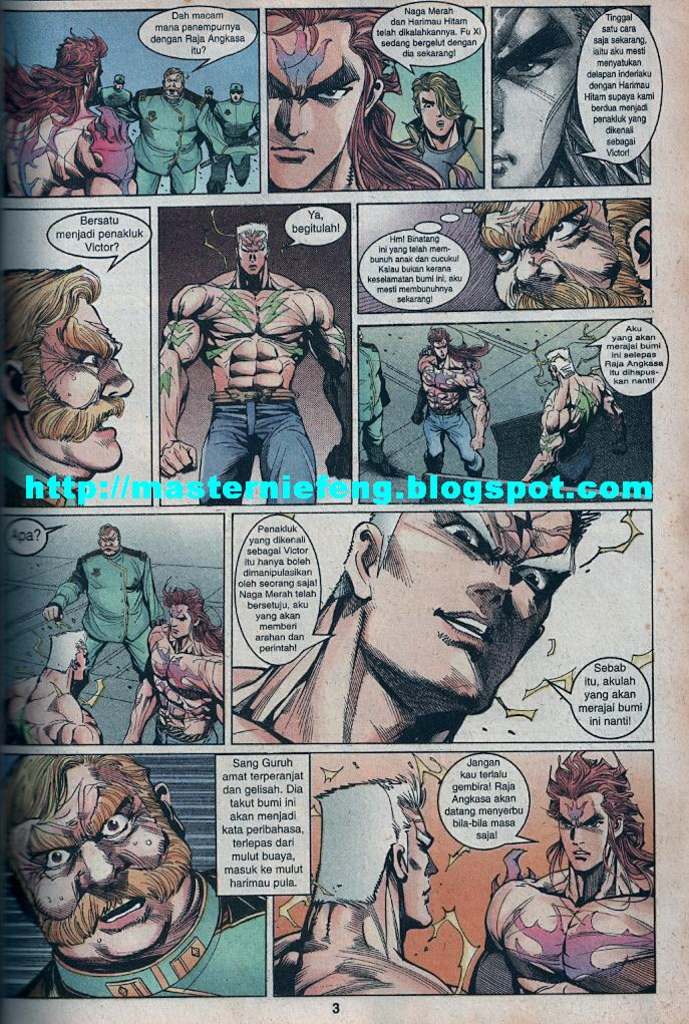 Dah macam
mana penempurnya
dengan Raja Angkasa
itu?
Naga Merah
dan Harimau Hitam
telah dikalahkannya. Fu Xi
sedang bergelut dengan
dia sekarang!
Tinggal
satu cara
saja sekarang,
iaitu aku mesti
menyatukan
delapan inderiaku
dengan Harimau
Hitam supaya kami
berdua menjadi
penakluk yang
dikenali
sebagai
Victor!
Bersatu
menjadi penakluk
Victor?
Ya,
begitulah!
Hm! Binatang
ini yang telah mem-
bunuh anak dan cucuku!
Kalau bukan kerana
keselamatan bumi ini, aku
mesti membunuhnya
sekarang!
Aku
yang akan
merajai bumi
ini selepas
Raja Angkasa
itu dihapus-
kan nanti!
http://masterniefeng.blogspot.com
Apa?
Penakluk
yang dikenali
sebagai Victor
itu hanya boleh
dimanipulasikan
oleh seorang saja!
Naga Merah telah
bersetuju, aku
yang akan
memberi
arahan dan
perintah!
Sebab
itu, akulah
yang akan
merajai bumi
ini nanti!
Sang Guruh
amat terperanjat
dan gelisah. Dia
takut bumi ini
akan menjadi
kata peribahasa,
terlepas dari
mulut buaya,
masuk ke mulut
harimau pula.
Jangan
kau terlalu
gembira! Raja
Angkasa akan
datang menyerbu
bila-bila masa
saja!
3